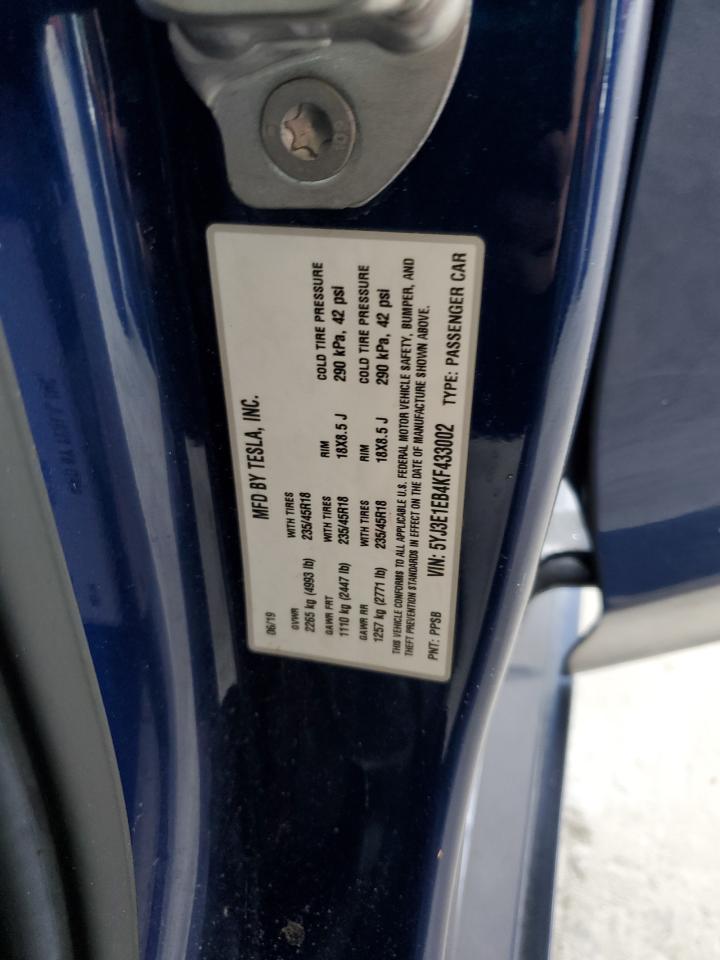 MFD BY TESLA, INC.
06/19
GVWR WITH TIRES COLD TIRE PRESSURE
2265 kg (4993 lb) 235/45R18 290 kPa, 42 psi
GAWR FRT WITH TIRES RIM
1110 kg (2447 lb) 235/45R18 18X8.5 J
GAWR RR WITH TIRES RIM COLD TIRE PRESSURE
1257 kg (2771 lb) 235/45R18 18X8.5 J 290 kPa, 42 psi
THIS VEHICLE CONFORMS TO ALL APPLICABLE U.S. FEDERAL MOTOR VEHICLE SAFETY, BUMPER, AND
THEFT PREVENTION STANDARDS IN EFFECT ON THE DATE OF MANUFACTURE SHOWN ABOVE.
PNT: PPSB VIN: 5YJ3E1EB4KF433002 TYPE: PASSENGER CAR